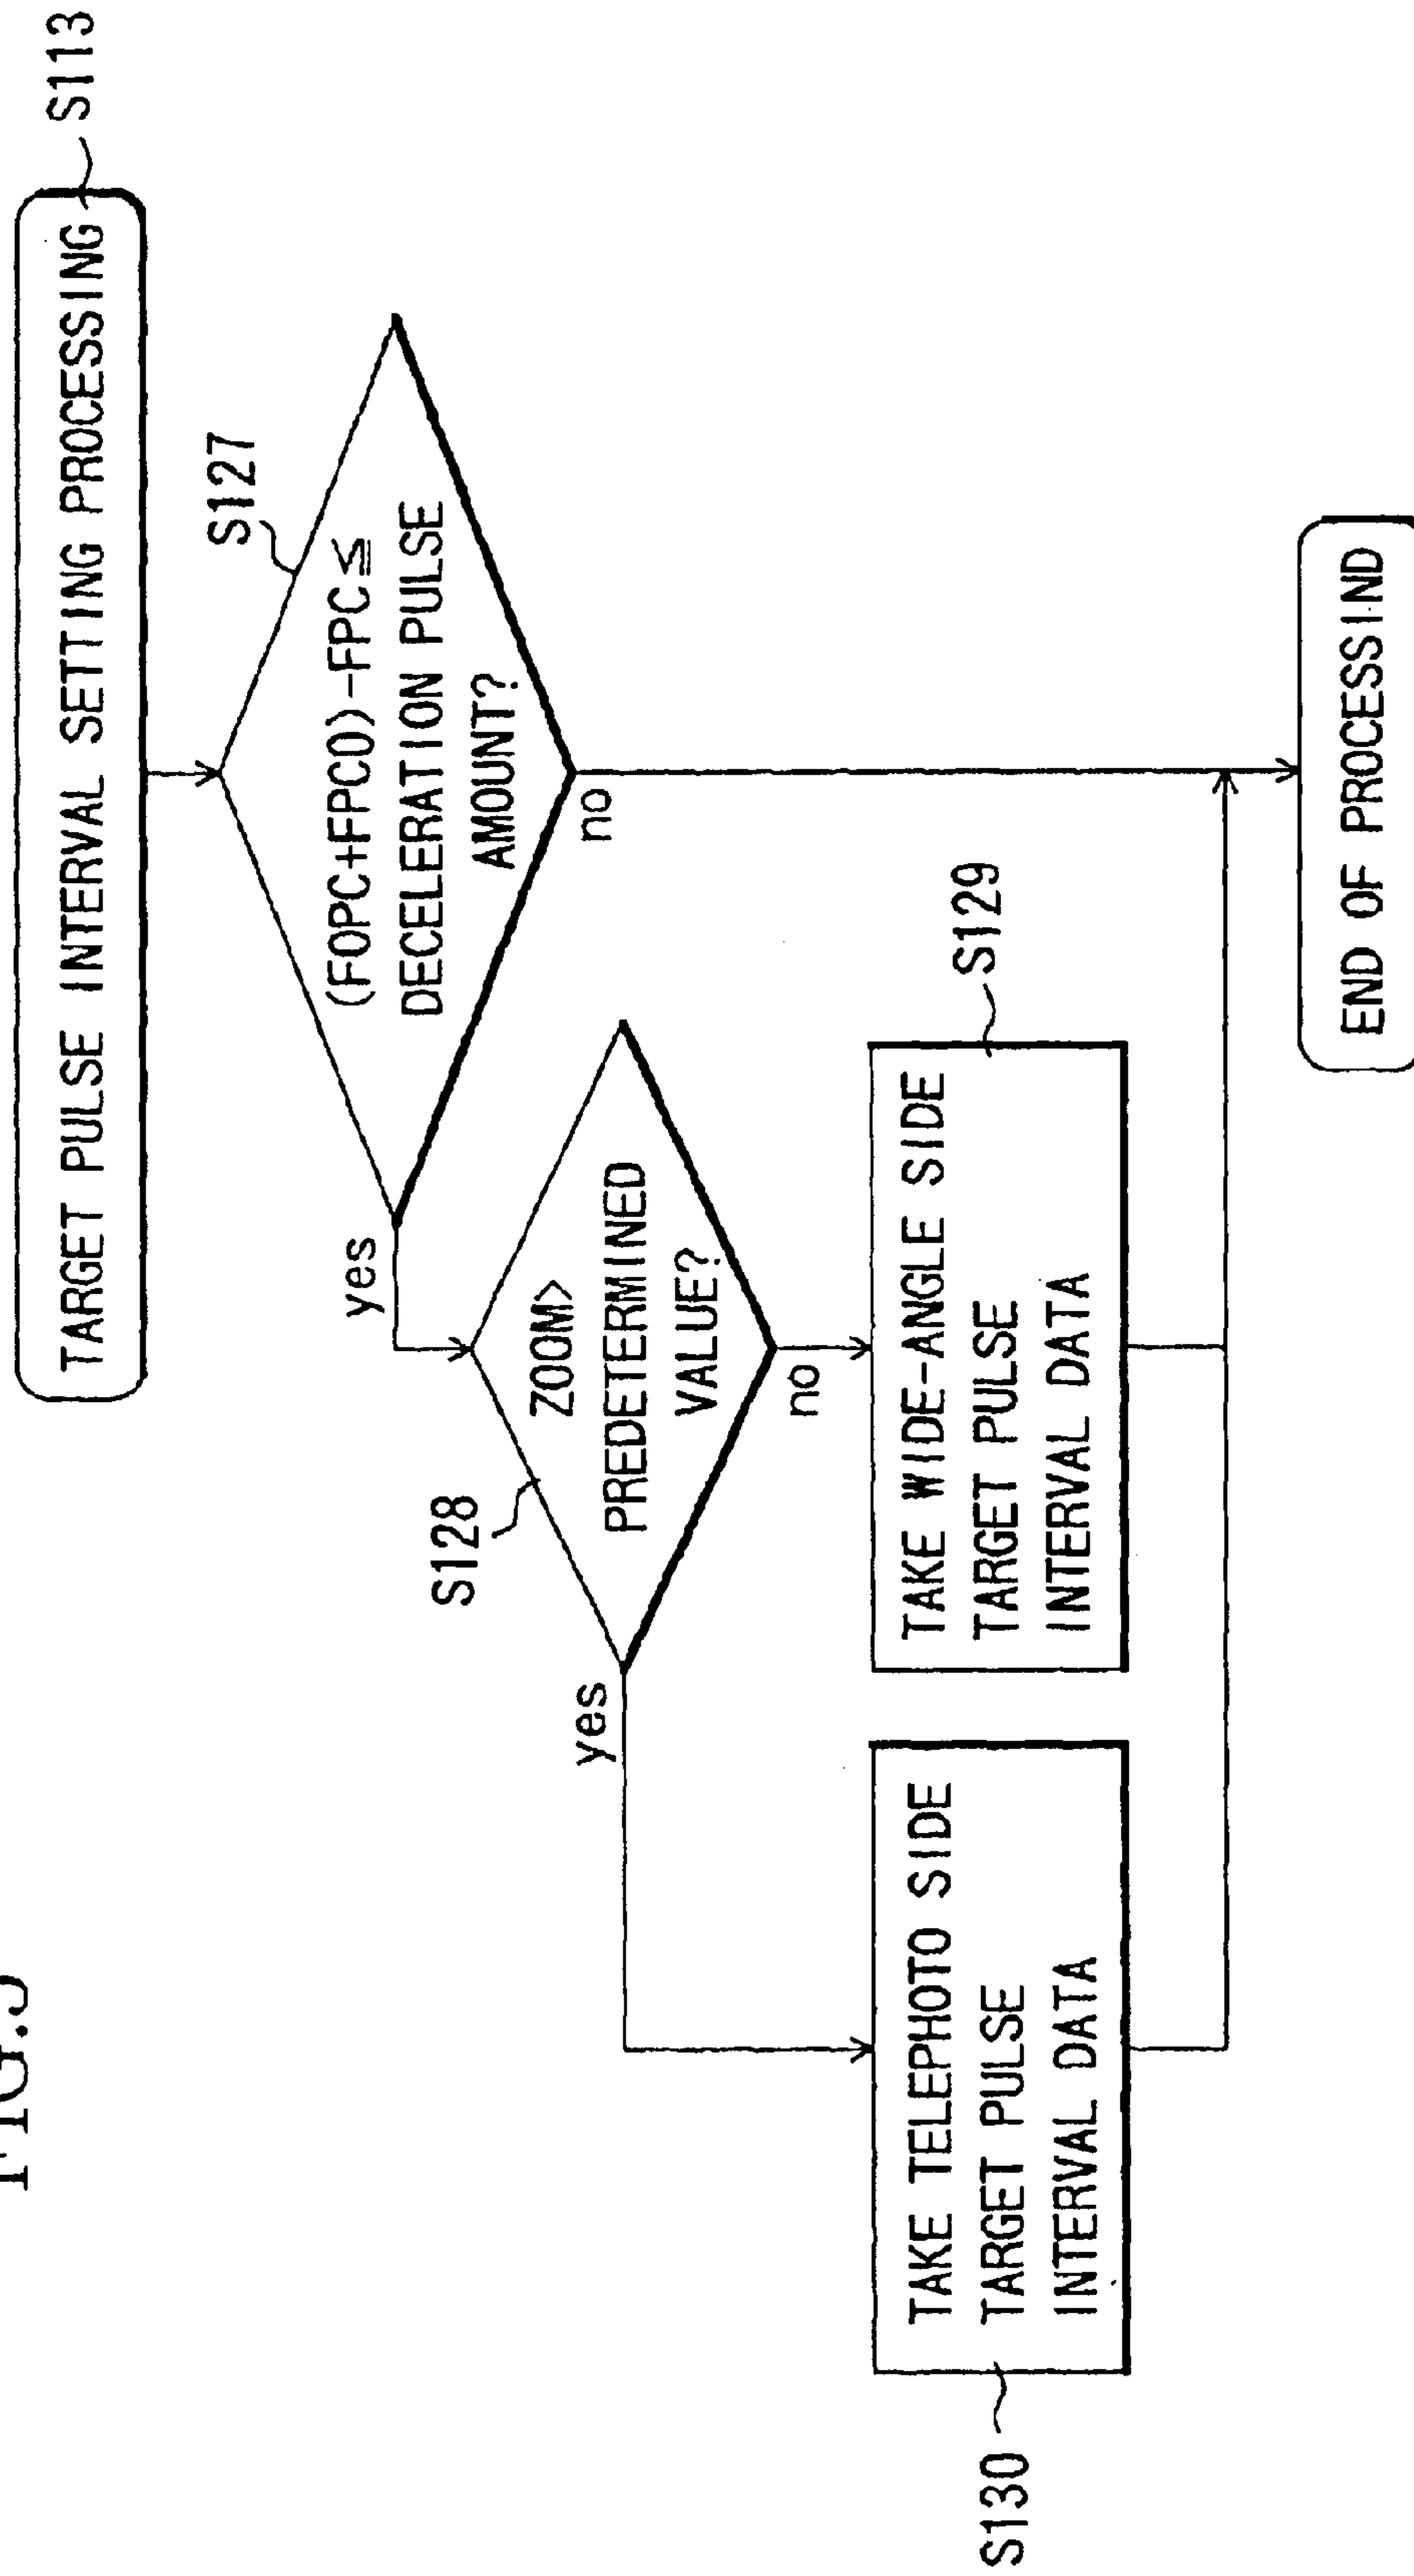 FIG.5
TARGET PULSE INTERVAL SETTING PROCESSING
S113
S127
(FOPC+FPC0)-FPC≦
DECELERATION PULSE
AMOUNT?
yes
no
S128
ZOOM>
PREDETERMINED
VALUE?
yes
no
TAKE TELEPHOTO SIDE
TARGET PULSE
INTERVAL DATA
S130
TAKE WIDE-ANGLE SIDE
TARGET PULSE
INTERVAL DATA
S129
END OF PROCESSIND